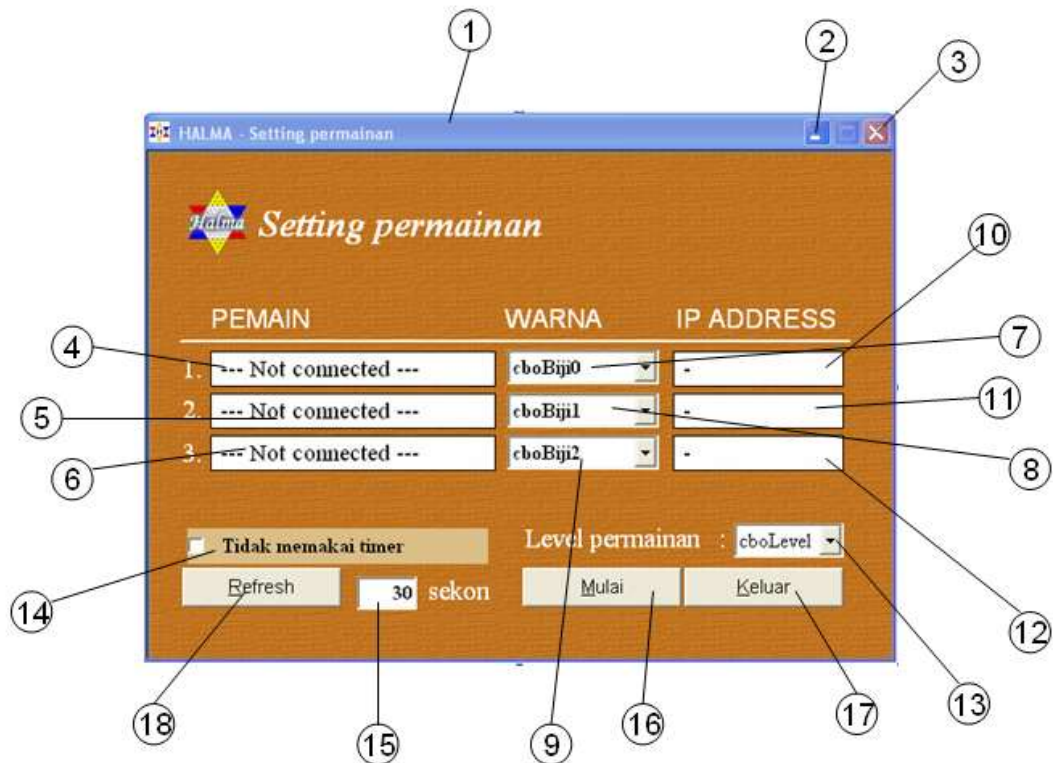 1
2
3
HALMA - Setting permainan
Halma Setting permainan
10
PEMAIN WARNA IP ADDRESS
4
7
1. --- Not connected --- cboBiji0 -
5
11
2. --- Not connected --- cboBiji1 -
6
8
3. --- Not connected --- cboBiji2 -
Tidak memakai timer Level permainan : cboLevel
14
Refresh 30 sekon Mulai Keluar
12
18
15
9
16
17
13